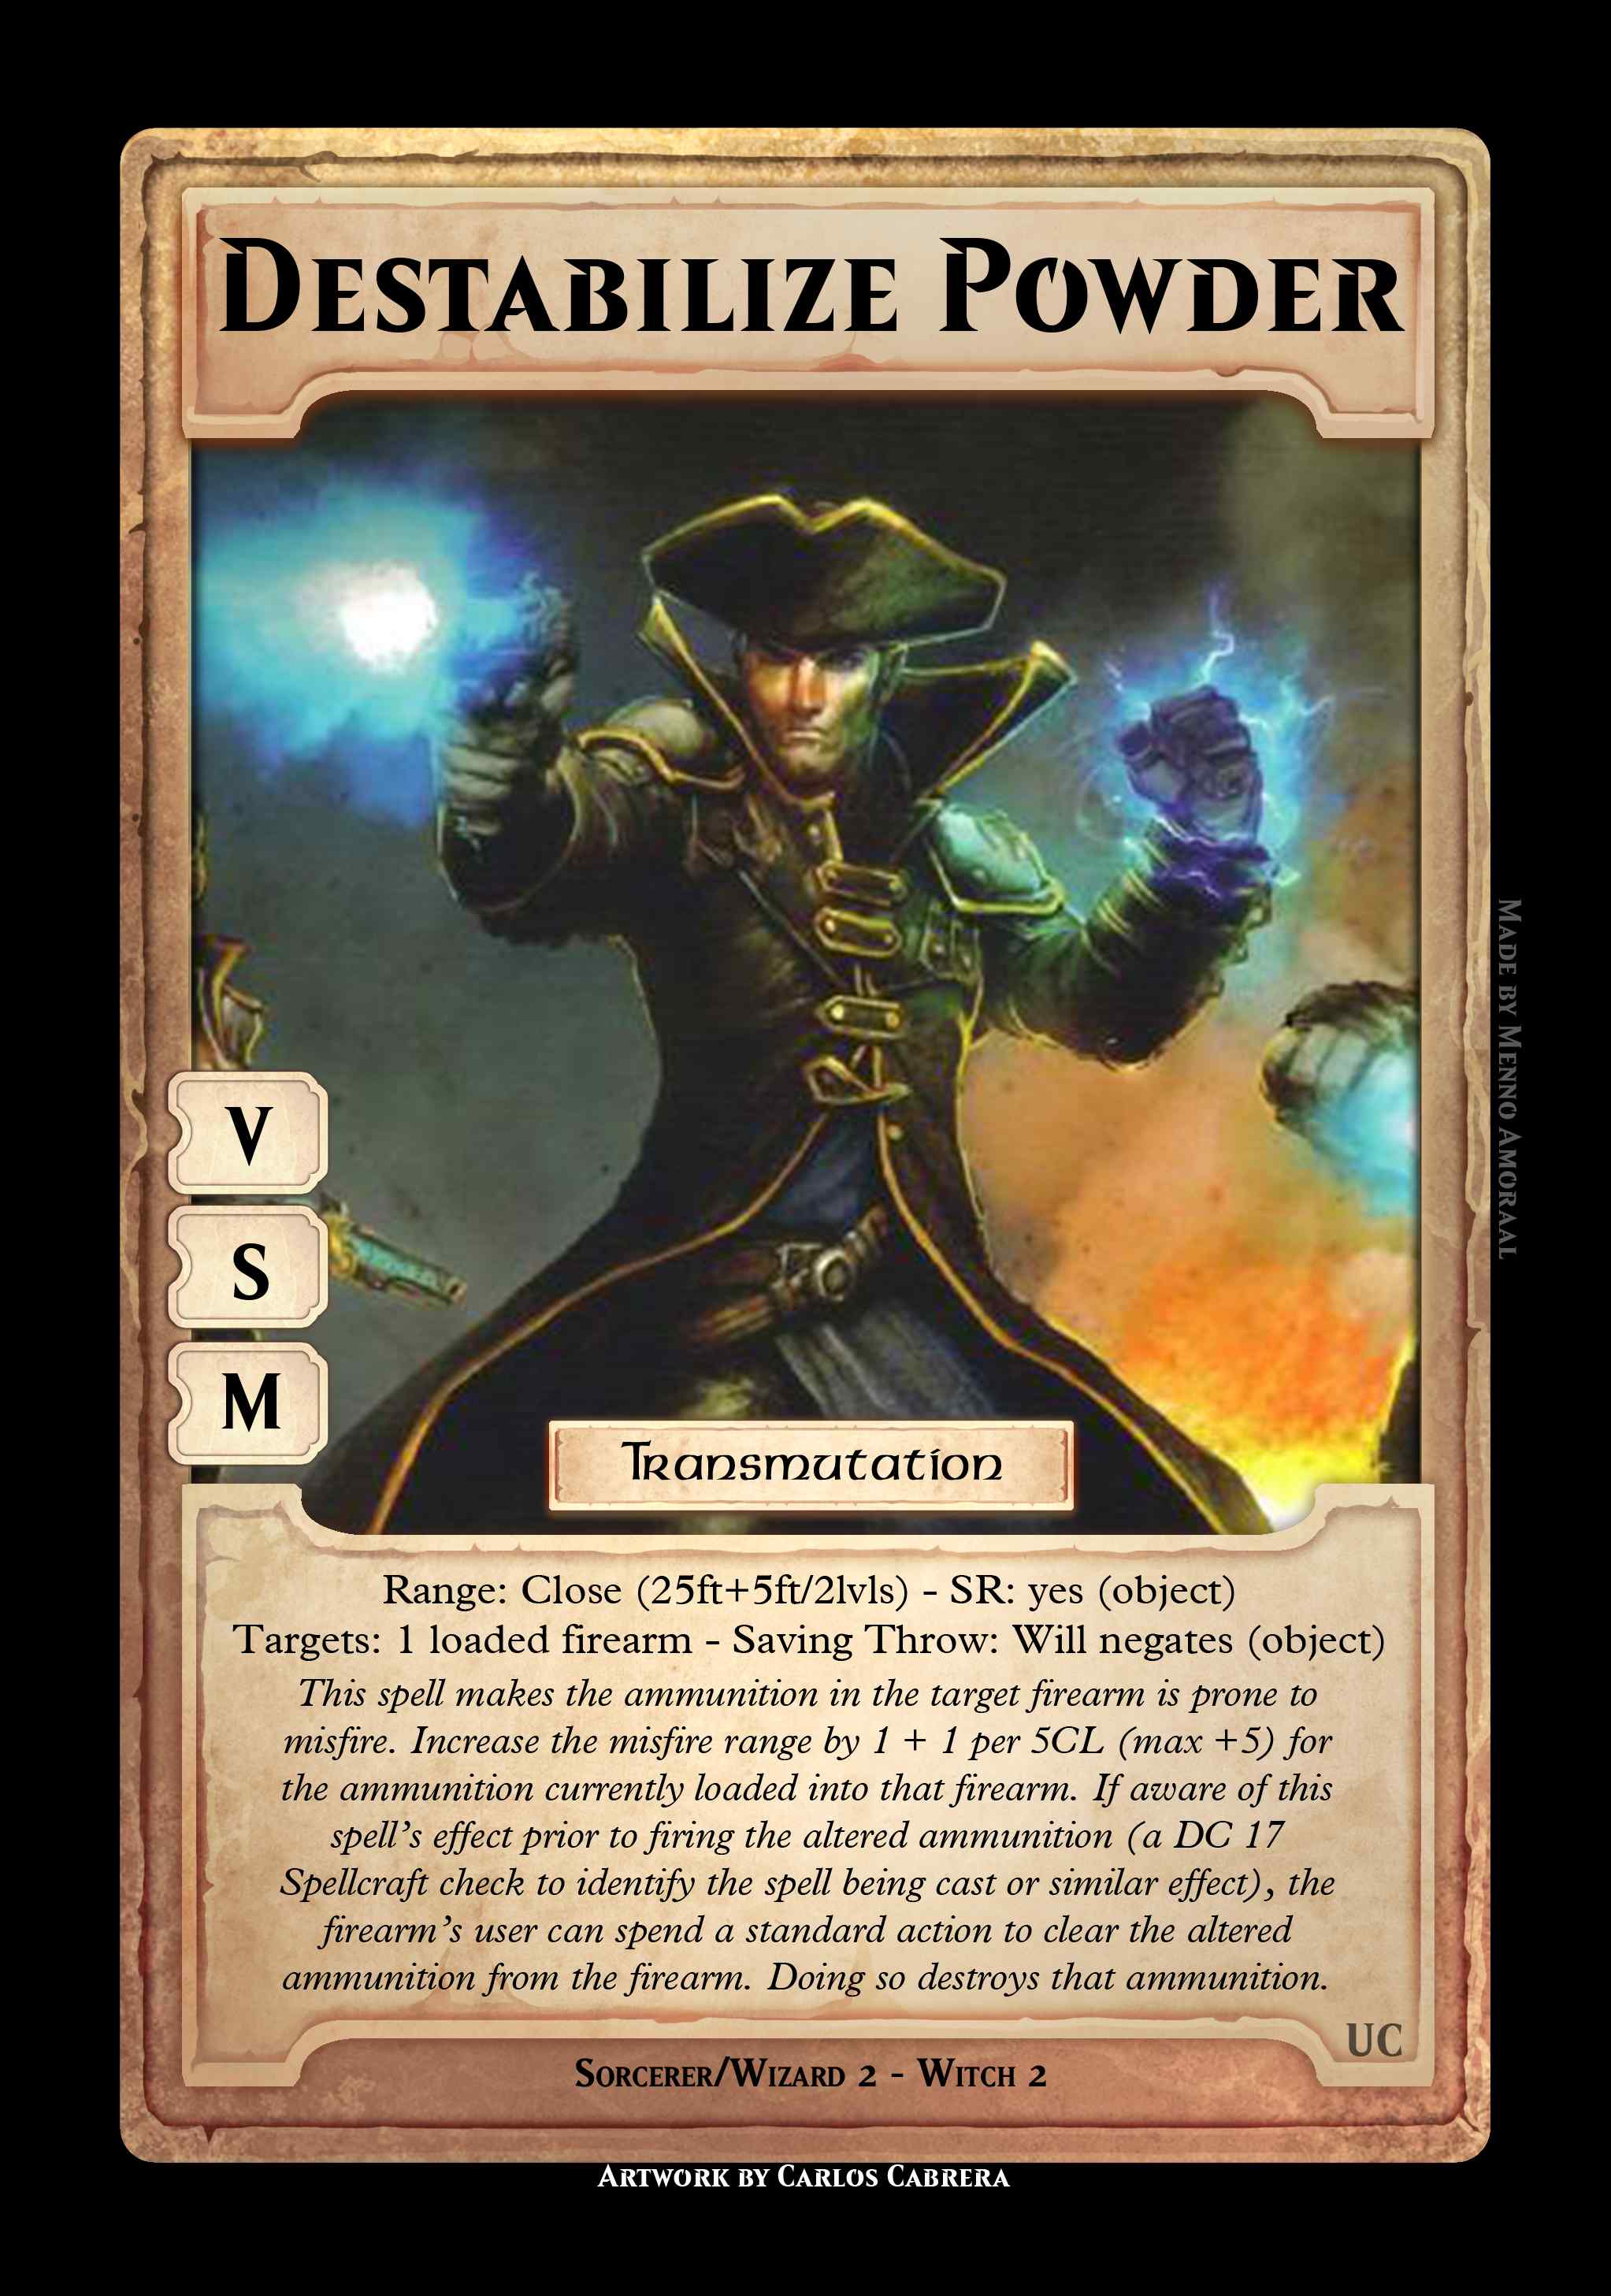 Destabilize Powder
V
S
M
Transmutation
Range: Close (25ft+5ft/2lvls) - SR: yes (object)
Targets: 1 loaded firearm - Saving Throw: Will negates (object)
This spell makes the ammunition in the target firearm is prone to
misfire. Increase the misfire range by 1 + 1 per 5CL (max +5) for
the ammunition currently loaded into that firearm. If aware of this
spell's effect prior to firing the altered ammunition (a DC 17
Spellcraft check to identify the spell being cast or similar effect), the
firearm's user can spend a standard action to clear the altered
ammunition from the firearm. Doing so destroys that ammunition.
UC
Sorcerer/Wizard 2 - Witch 2
Artwork by Carlos Cabrera
Made by Menno Amoraal